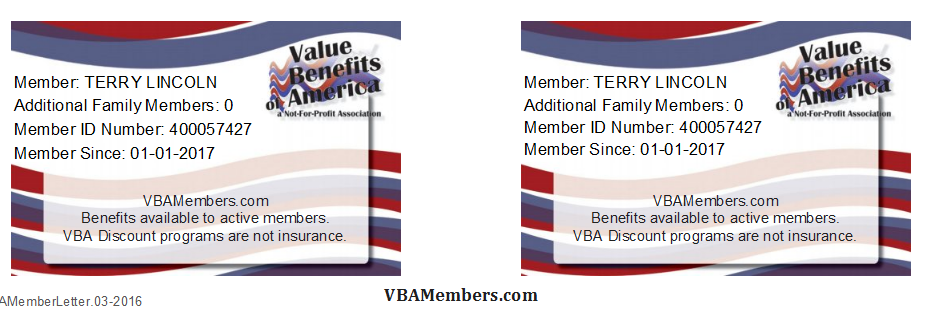 Value
Benefits
of America
a Not-For-Profit Association
Member: TERRY LINCOLN
Additional Family Members: 0
Member ID Number: 400057427
Member Since: 01-01-2017
VBAMembers.com
Benefits available to active members.
VBA Discount programs are not insurance.
Value
Benefits
of America
a Not-For-Profit Association
Member: TERRY LINCOLN
Additional Family Members: 0
Member ID Number: 400057427
Member Since: 01-01-2017
VBAMembers.com
Benefits available to active members.
VBA Discount programs are not insurance.
AMemberLetter.03-2016
VBAMembers.com